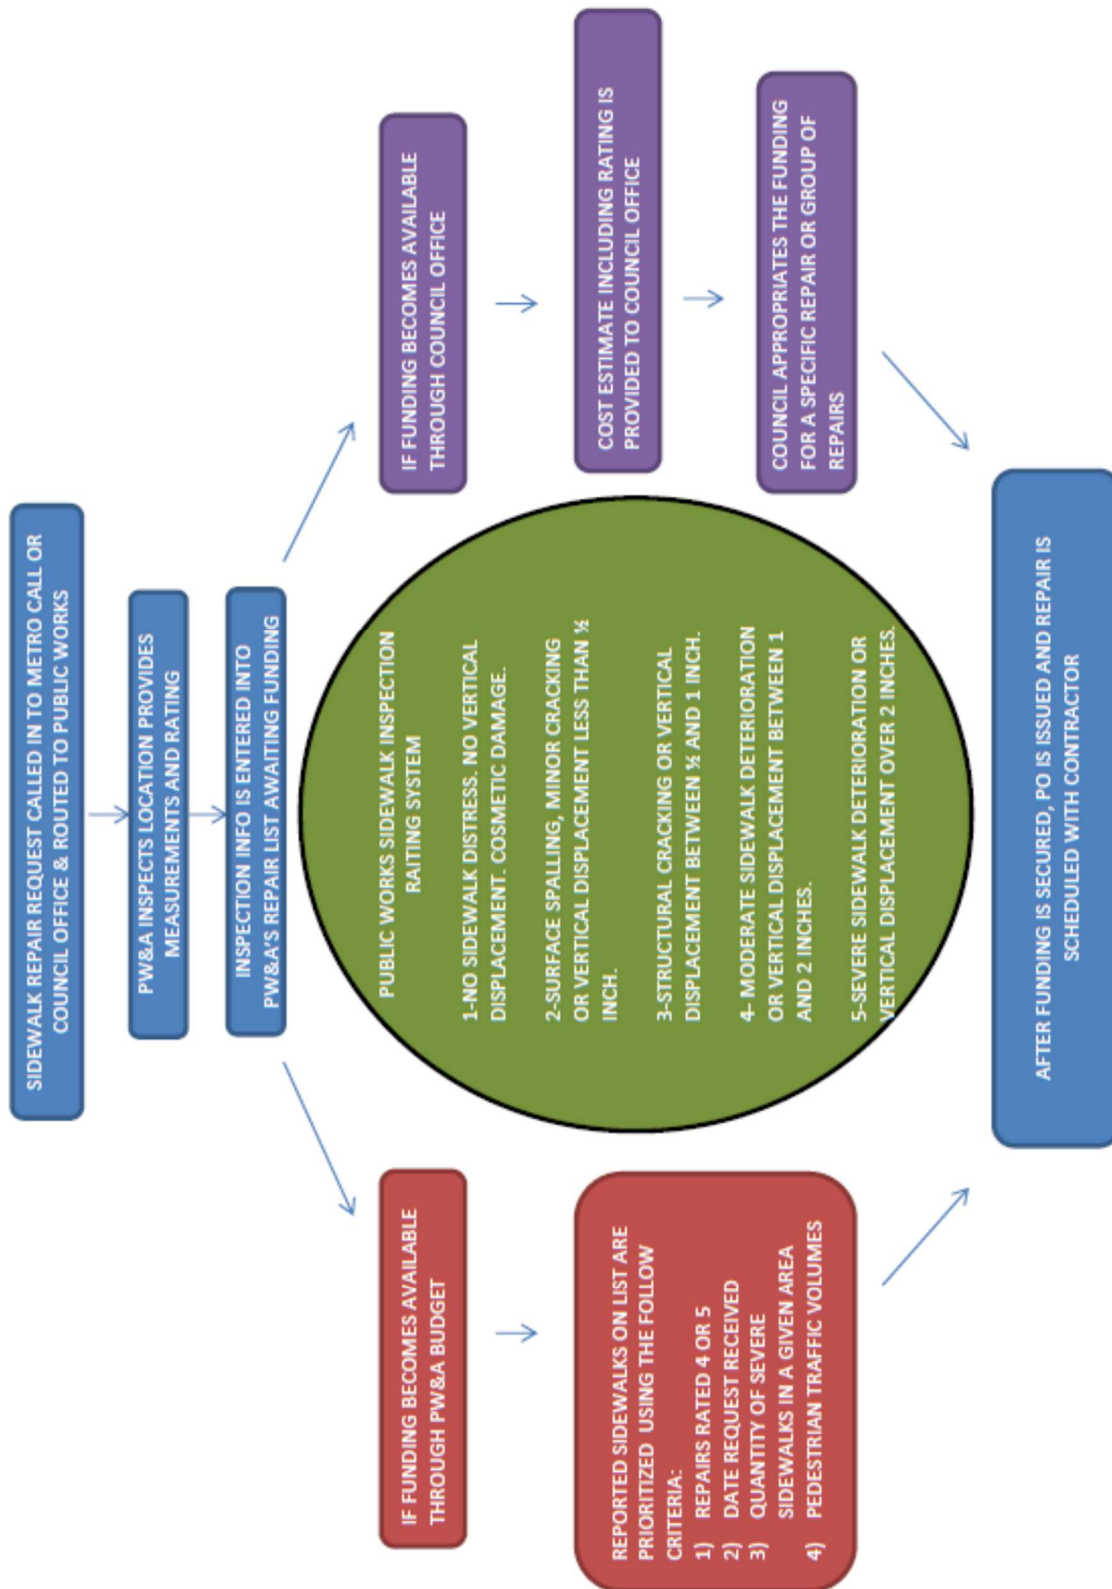 SIDEWALK REPAIR REQUEST CALLED IN TO METRO CALL OR
COUNCIL OFFICE & ROUTED TO PUBLIC WORKS
PW&A INSPECTS LOCATION PROVIDES
MEASUREMENTS AND RATING
INSPECTION INFO IS ENTERED INTO
PW&A'S REPAIR LIST AWAITING FUNDING
IF FUNDING BECOMES AVAILABLE
THROUGH PW&A BUDGET
REPORTED SIDEWALKS ON LIST ARE
PRIORITIZED USING THE FOLLOW
CRITERIA:
1) REPAIRS RATED 4 OR 5
2) DATE REQUEST RECEIVED
3) QUANTITY OF SEVERE
SIDEWALKS IN A GIVEN AREA
4) PEDESTRIAN TRAFFIC VOLUMES
PUBLIC WORKS SIDEWALK INSPECTION
RAITING SYSTEM
1-NO SIDEWALK DISTRESS. NO VERTICAL
DISPLACEMENT. COSMETIC DAMAGE.
2-SURFACE SPALLING, MINOR CRACKING
OR VERTICAL DISPLACEMENT LESS THAN ½
INCH.
3-STRUCTURAL CRACKING OR VERTICAL
DISPLACEMENT BETWEEN ½ AND 1 INCH.
4- MODERATE SIDEWALK DETERIORATION
OR VERTICAL DISPLACEMENT BETWEEN 1
AND 2 INCHES.
5-SEVERE SIDEWALK DETERIORATION OR
VERTICAL DISPLACEMENT OVER 2 INCHES.
IF FUNDING BECOMES AVAILABLE
THROUGH COUNCIL OFFICE
COST ESTIMATE INCLUDING RATING IS
PROVIDED TO COUNCIL OFFICE
COUNCIL APPROPRIATES THE FUNDING
FOR A SPECIFIC REPAIR OR GROUP OF
REPAIRS
AFTER FUNDING IS SECURED, PO IS ISSUED AND REPAIR IS
SCHEDULED WITH CONTRACTOR